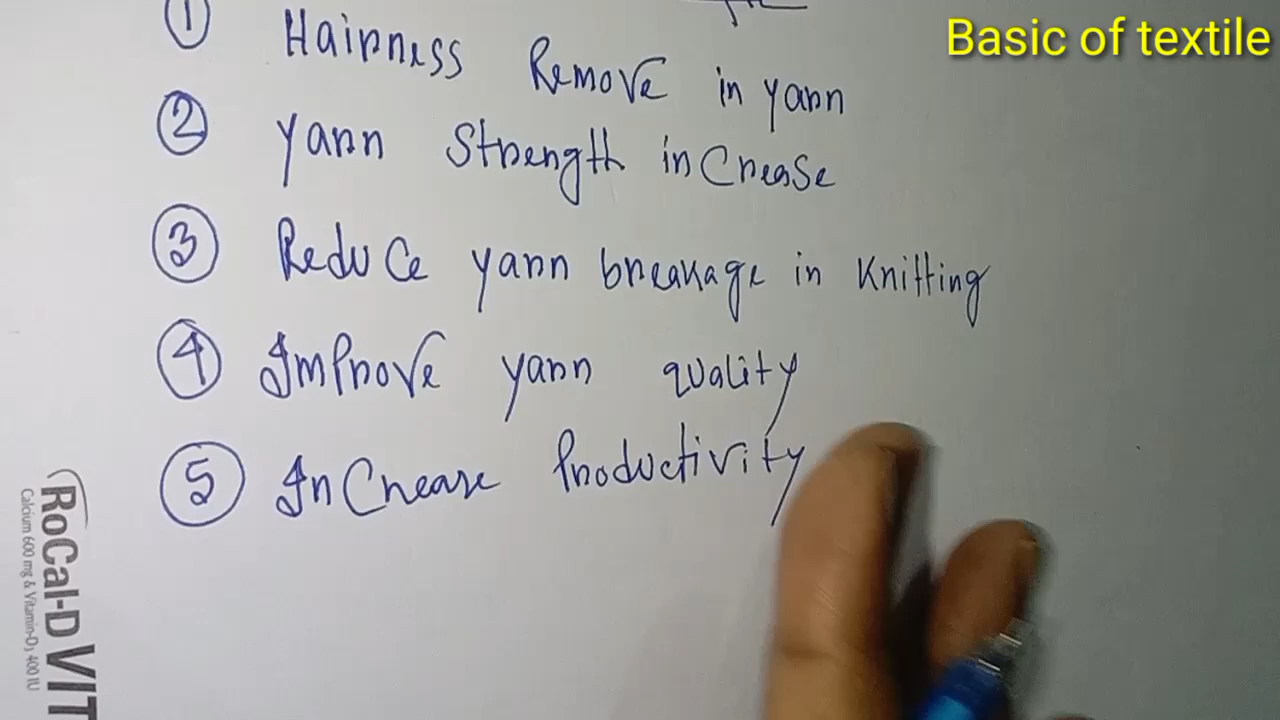 Basic of textile
① Hairness Remove in yarn
② Yarn Strength increase
③ Reduce yarn breakage in Knitting
④ Improve yarn quality
⑤ Increase Productivity
RoCal-D VIT
Calcium 600 mg & Vitamin-D₃ 400 IU